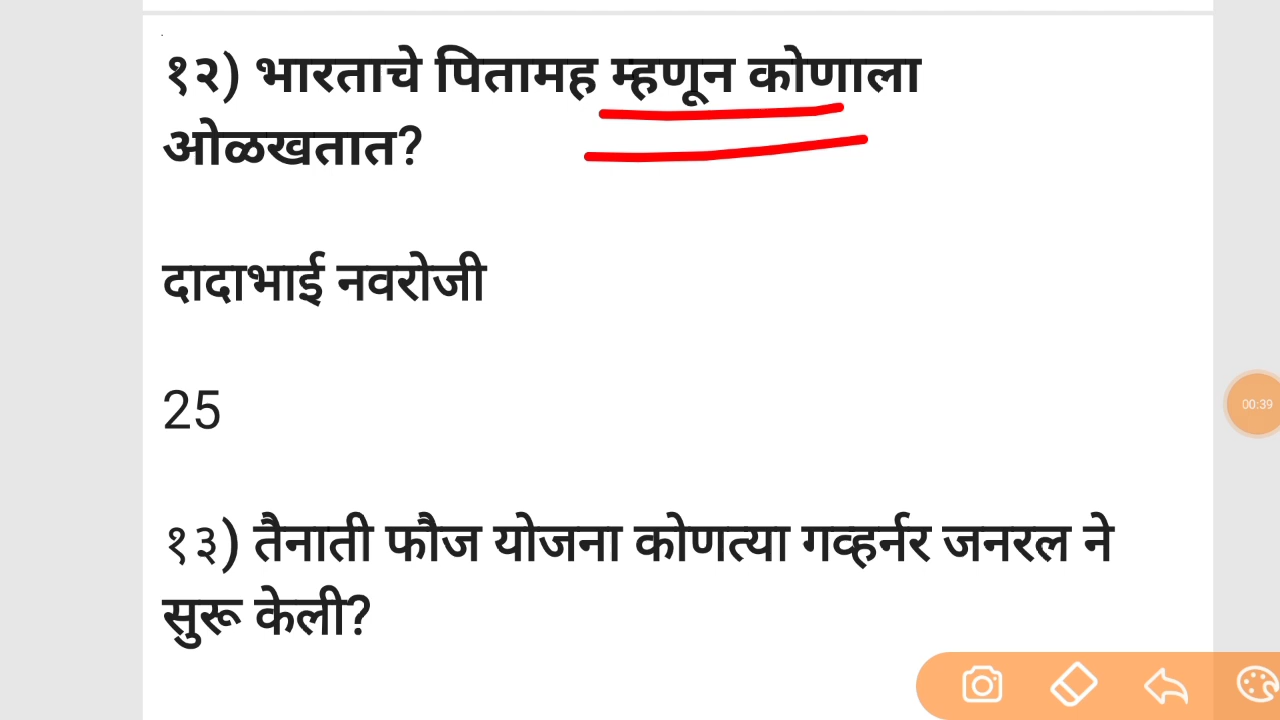 १२) भारताचे पितामह म्हणून कोणाला
ओळखतात?
दादाभाई नवरोजी
25
१३) तैनाती फौज योजना कोणत्या गव्हर्नर जनरल ने
सुरू केली?
00:39